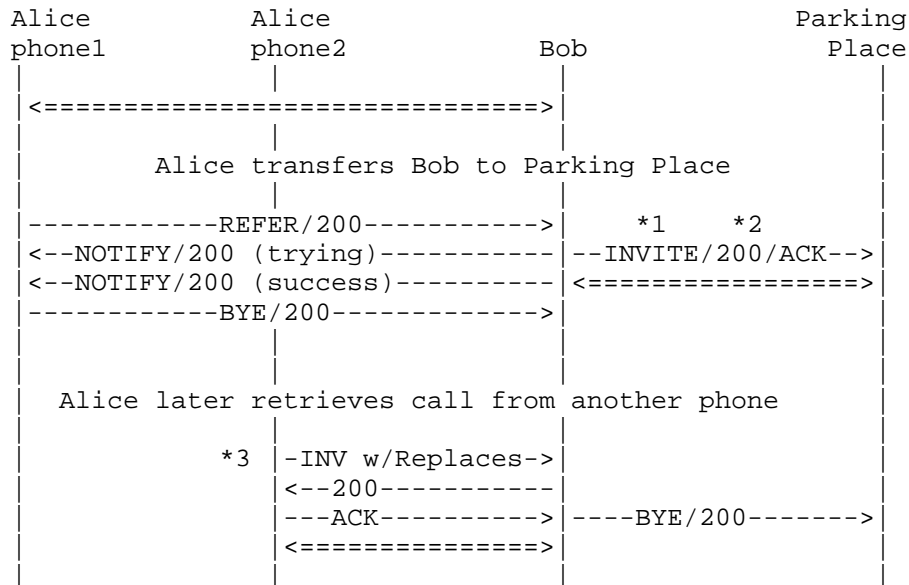 Alice          Alice                             Parking
phone1         phone2            Bob               Place
|               |                 |                   |
|<===============================>|                   |
|               |                 |                   |
|        Alice transfers Bob to Parking Place         |
|               |                 |                   |
|------------REFER/200----------->|    *1    *2       |
|<--NOTIFY/200 (trying)-----------|--INVITE/200/ACK-->|
|<--NOTIFY/200 (success)----------|<=================>|
|------------BYE/200------------->|                   |
|               |                 |                   |
|               |                 |                   |
|  Alice later retrieves call from another phone      |
|               |                 |                   |
|            *3 |-INV w/Replaces->|                   |
|               |<--200-----------|                   |
|               |---ACK---------->|----BYE/200------->|
|               |<===============>|                   |
|               |                 |                   |